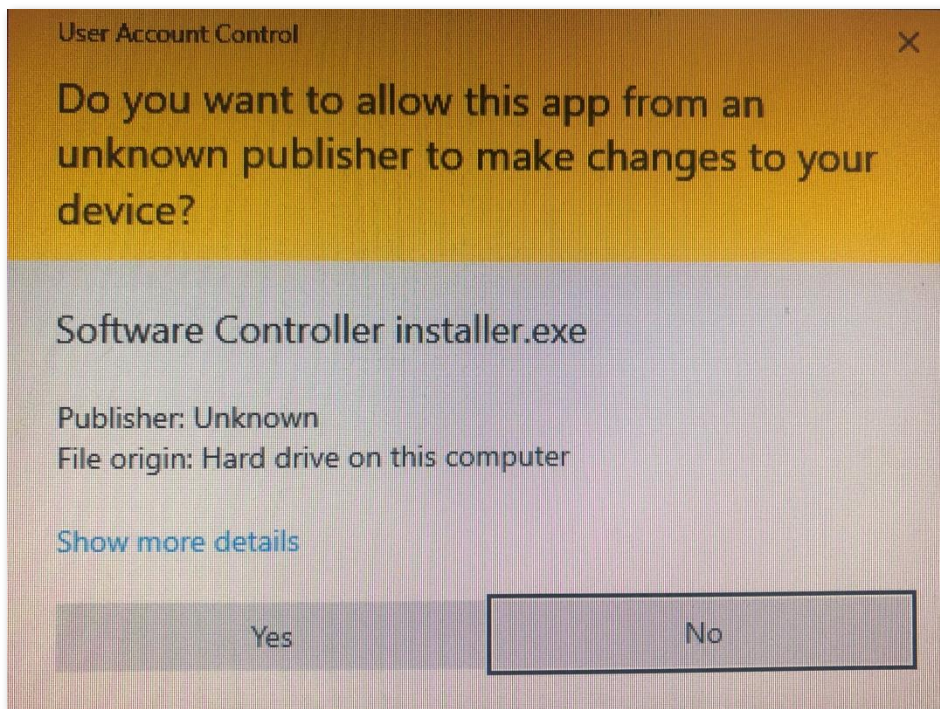 User Account Control
Do you want to allow this app from an
unknown publisher to make changes to your
device?
Software Controller installer.exe
Publisher: Unknown
File origin: Hard drive on this computer
Show more details
Yes
No